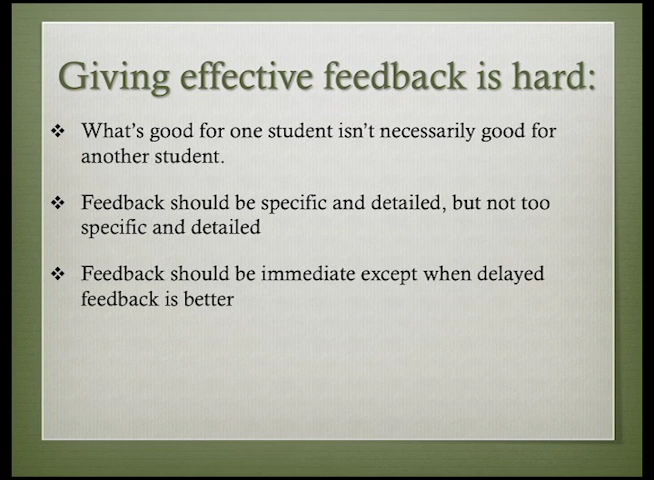 Giving effective feedback is hard:
❖ What's good for one student isn't necessarily good for
another student.
❖ Feedback should be specific and detailed, but not too
specific and detailed
❖ Feedback should be immediate except when delayed
feedback is better